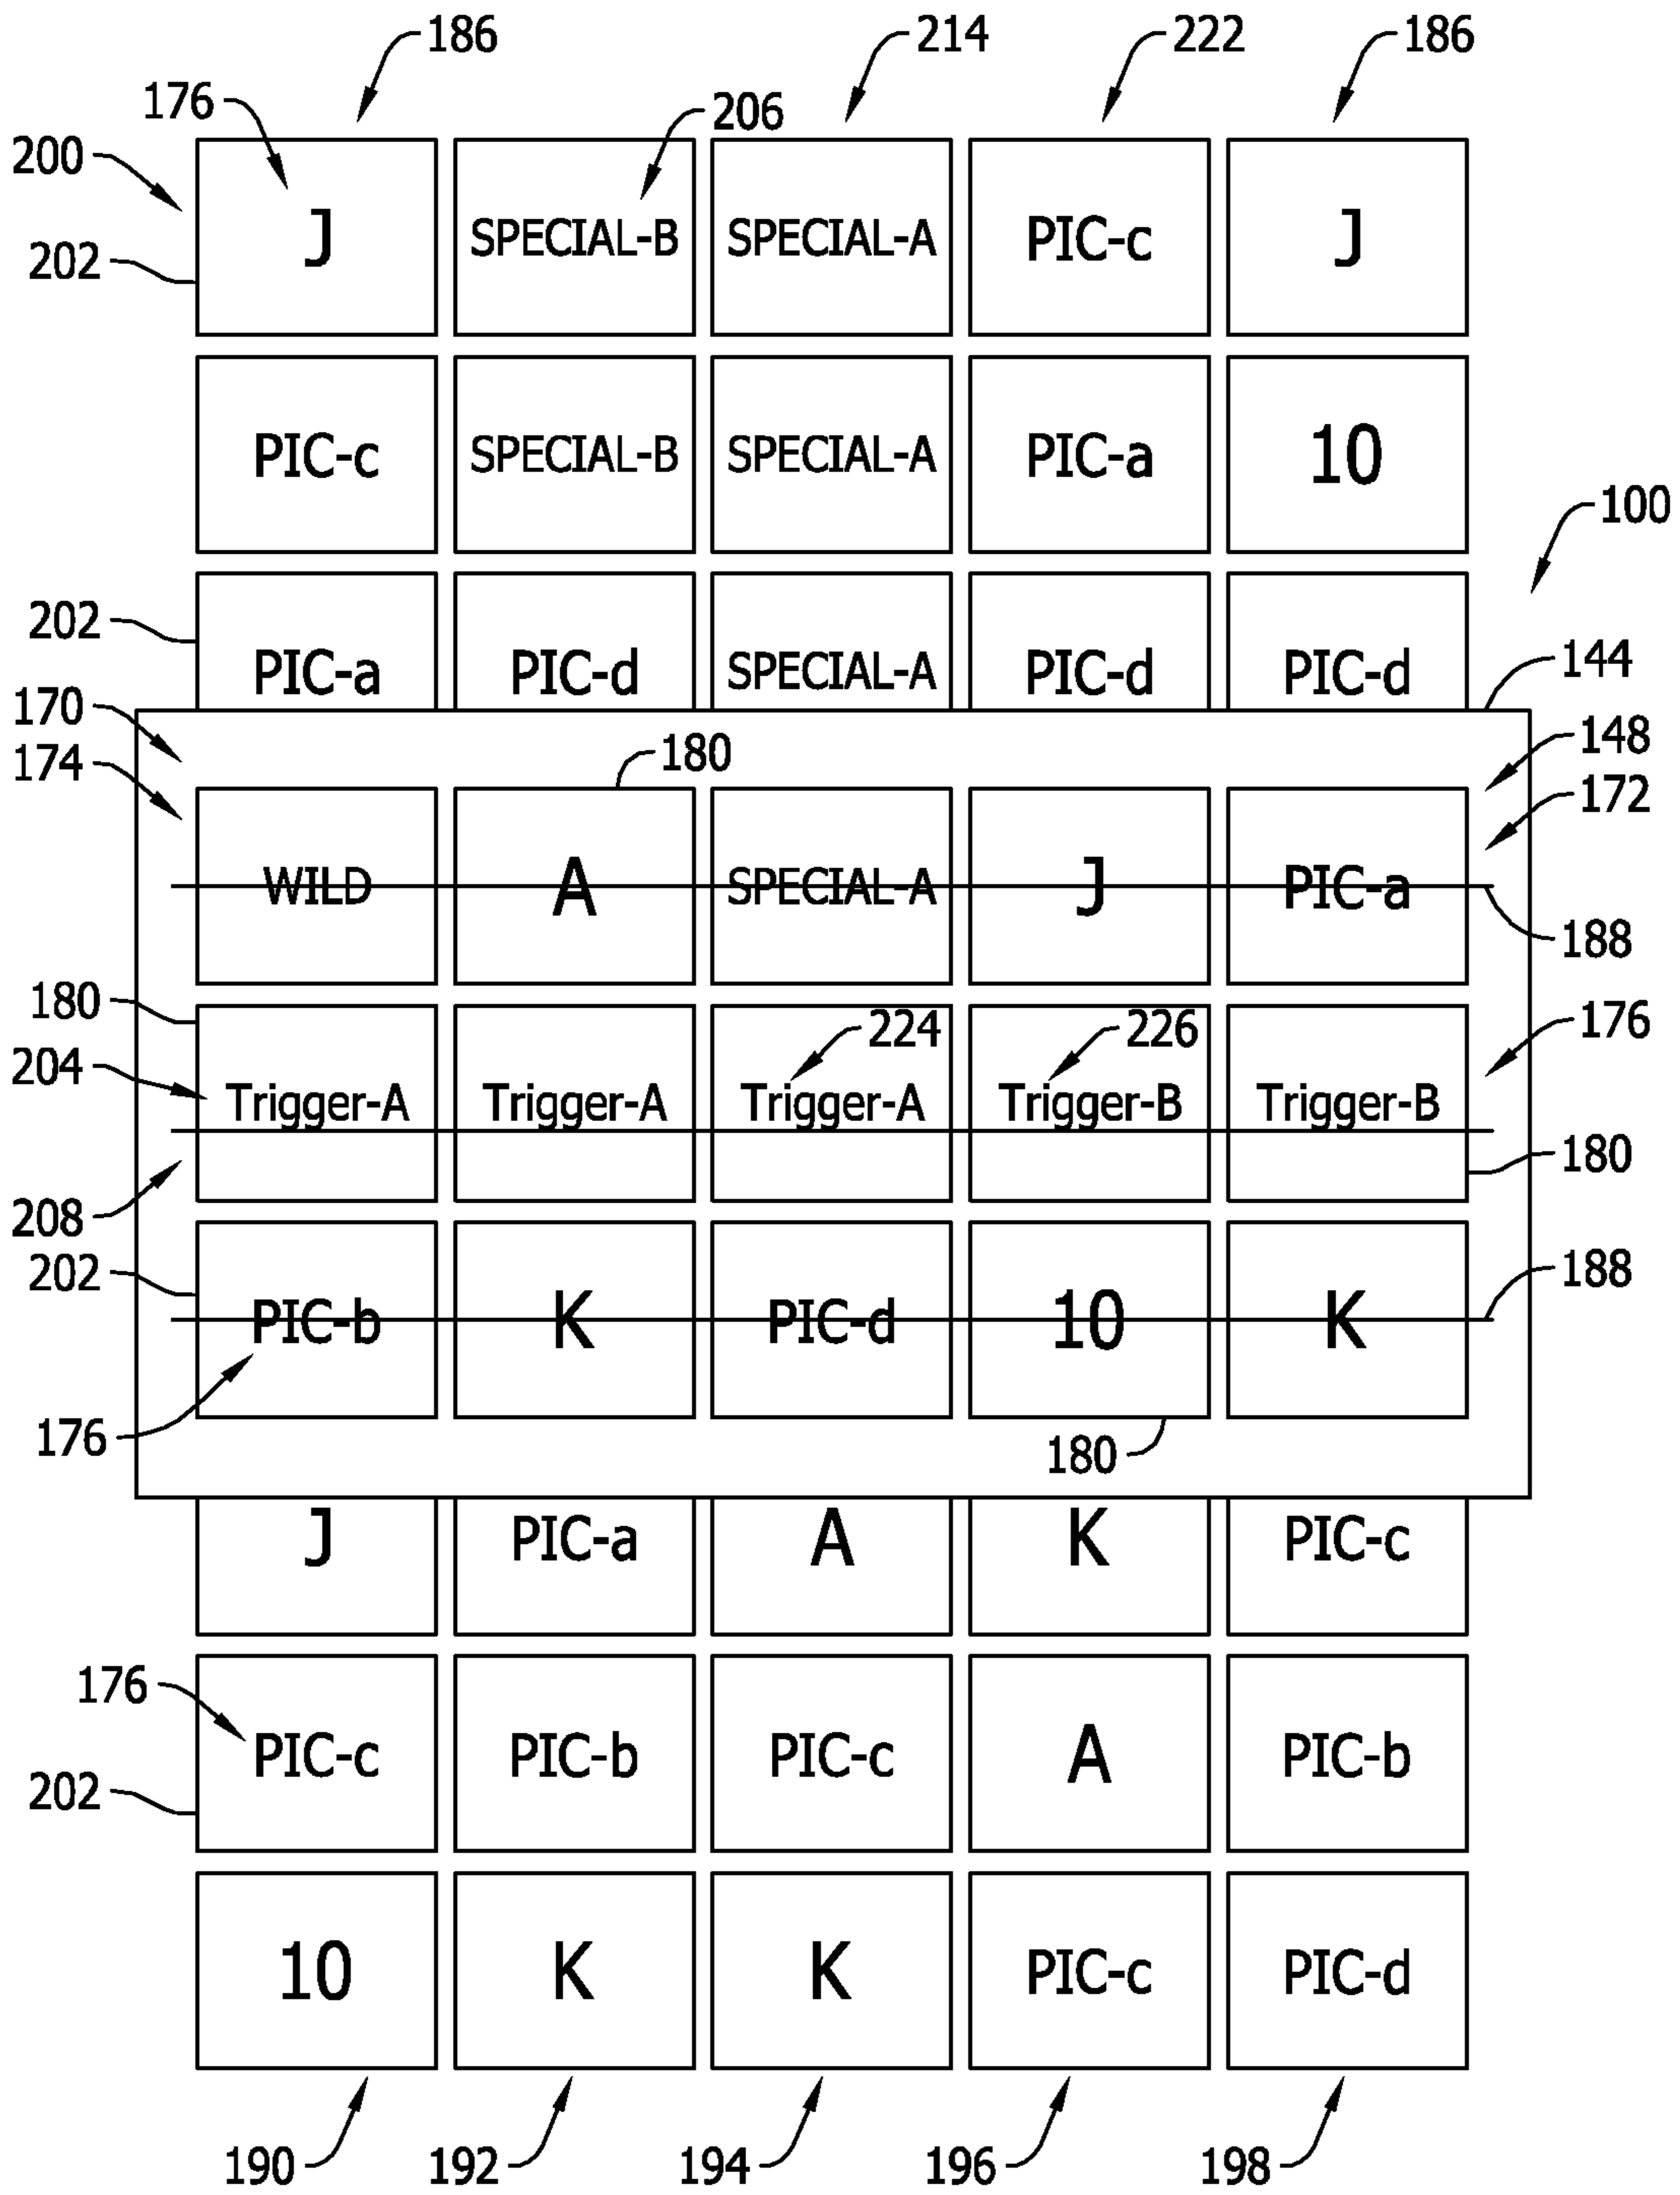 186 214 222 186
176 206
200
J SPECIAL-B SPECIAL-A PIC-c J
202
PIC-c SPECIAL-B SPECIAL-A PIC-a 10
100
202
PIC-a PIC-d SPECIAL-A PIC-d PIC-d
144
170
174 180 148
172
WILD A SPECIAL-A J PIC-a
188
180 224 226 176
204
Trigger-A Trigger-A Trigger-A Trigger-B Trigger-B
180
208
202 188
PIC-b K PIC-d 10 K
176 180
J PIC-a A K PIC-c
176
PIC-c PIC-b PIC-c A PIC-b
202
10 K K PIC-c PIC-d
190 192 194 196 198